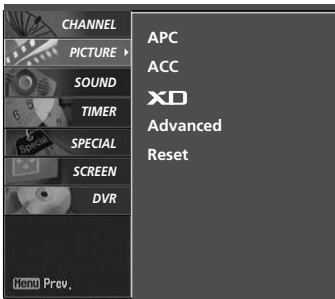 CHANNEL
PICTURE
SOUND
TIMER
SPECIAL
SCREEN
DVR
Menu Prev.
APC
ACC
XD
Advanced
Reset